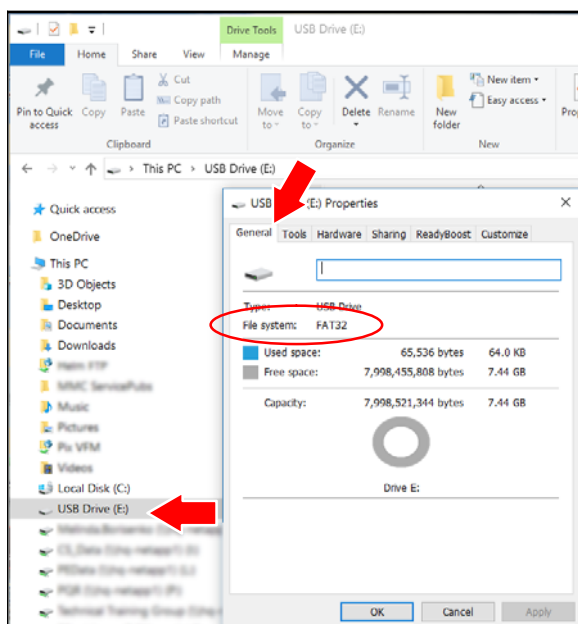 Drive Tools USB Drive (E:)
File Home Share View Manage
Pin to Quick access
Copy
Paste
Cut
Copy path
Paste shortcut
Move to
Copy to
Delete
Rename
New folder
New item
Easy access
Clipboard Organize New
This PC > USB Drive (E:)
Quick access
OneDrive
This PC
3D Objects
Desktop
Documents
Downloads
Music
Pictures
Pix VFM
Videos
Local Disk (C:)
USB Drive (E:)
USB (E:) Properties
General Tools Hardware Sharing ReadyBoost Customize
Type: USB Drive
File system: FAT32
Used space: 65,536 bytes 64.0 KB
Free space: 7,998,455,808 bytes 7.44 GB
Capacity: 7,998,521,344 bytes 7.44 GB
Drive E:
OK Cancel Apply